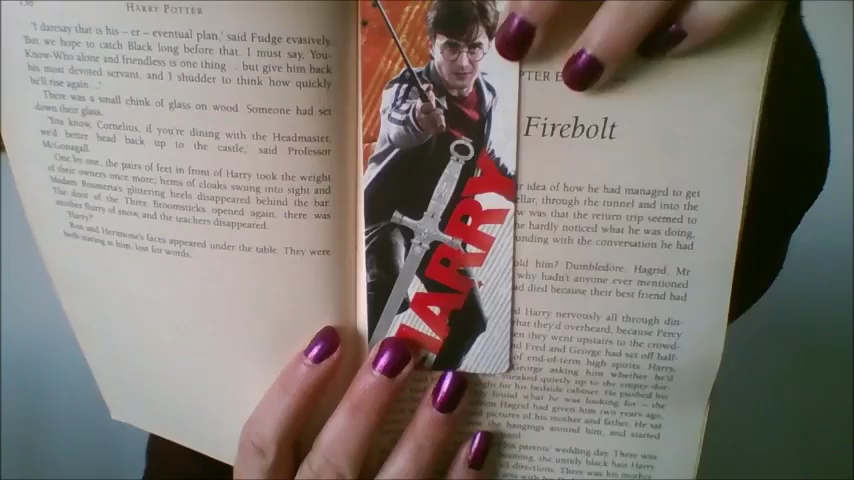 HARRY POTTER
'I daresay that is his – er – eventual plan,' said Fudge evasively.
'But we hope to catch Black long before that. I must say, You-
Know-Who alone and friendless is one thing ... but give him back
his most devoted servant, and I shudder to think how quickly
he'll rise again ...'
There was a small chink of glass on wood. Someone had set
down their glass.
'You know, Cornelius, if you're dining with the Headmaster,
we'd better head back up to the castle,' said Professor
McGonagall.
One by one, the pairs of feet in front of Harry took the weight
of their owners once more; hems of cloaks swung into sight and
Madam Rosmerta's glittering heels disappeared behind the bar.
The door of the Three Broomsticks opened again, there was
another flurry of snow, and the teachers disappeared.
'Harry?'
Ron and Hermione's faces appeared under the table. They were
both staring at him, lost for words.
HARRY
PTER E
Firebolt
r idea of how he had managed to get
ellar, through the tunnel and into the
w was that the return trip seemed to
he hardly noticed what he was doing,
unding with the conversation he had
old him? Dumbledore, Hagrid, Mr
why hadn't anyone ever mentioned
d died because their best friend had
d Harry nervously all through din-
hat they'd overheard, because Percy
they went upstairs to the crowd-
Fred and George had set off half-
of end-of-term high spirits. Harry,
George asking him whether he'd
sneaked quietly up to the empty dor-
for his bedside cabinet. He pushed his
found what he was looking for – the
Hagrid had given him two years ago,
pictures of his mother and father. He sat
the hangings around him, and started
parents' wedding day. There was
beaming, the untidy black hair Harry
all directions. There was his mother